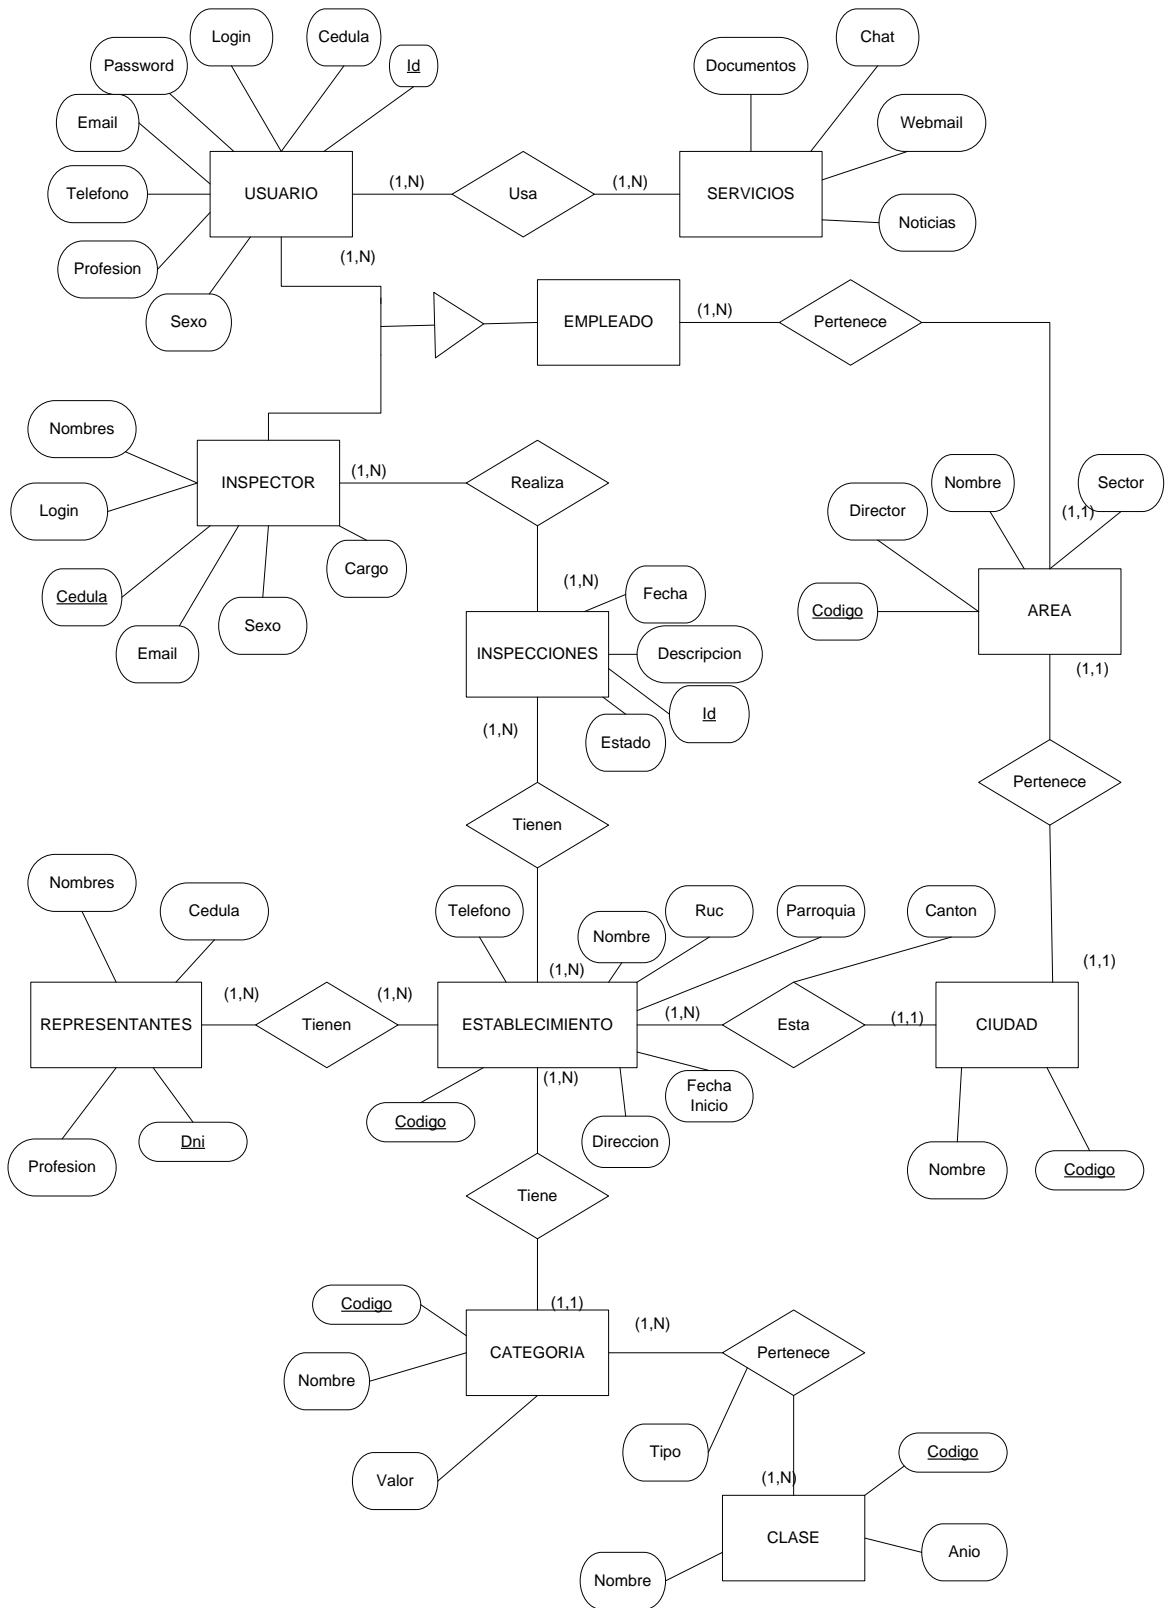 Login
Cedula
Chat
Password
Id
Documentos
Email
Webmail
Telefono
USUARIO
(1,N)
Usa
(1,N)
SERVICIOS
Noticias
Profesion
(1,N)
Sexo
EMPLEADO
(1,N)
Pertenece
Nombres
INSPECTOR
(1,N)
Realiza
Nombre
Sector
Login
Director
(1,1)
Cargo
Cedula
(1,N)
Fecha
Codigo
AREA
Sexo
Email
INSPECCIONES
Descripcion
(1,1)
Id
(1,N)
Estado
Pertenece
Tienen
Nombres
Cedula
Telefono
Nombre
Ruc
Parroquia
Canton
(1,N)
(1,N)
(1,N)
(1,1)
REPRESENTANTES
Tienen
ESTABLECIMIENTO
(1,N)
Esta
(1,1)
CIUDAD
(1,N)
Fecha
Inicio
Codigo
Dni
Direccion
Profesion
Nombre
Codigo
Tiene
Codigo
(1,1)
(1,N)
CATEGORIA
Pertenece
Nombre
Tipo
Codigo
Valor
(1,N)
CLASE
Anio
Nombre